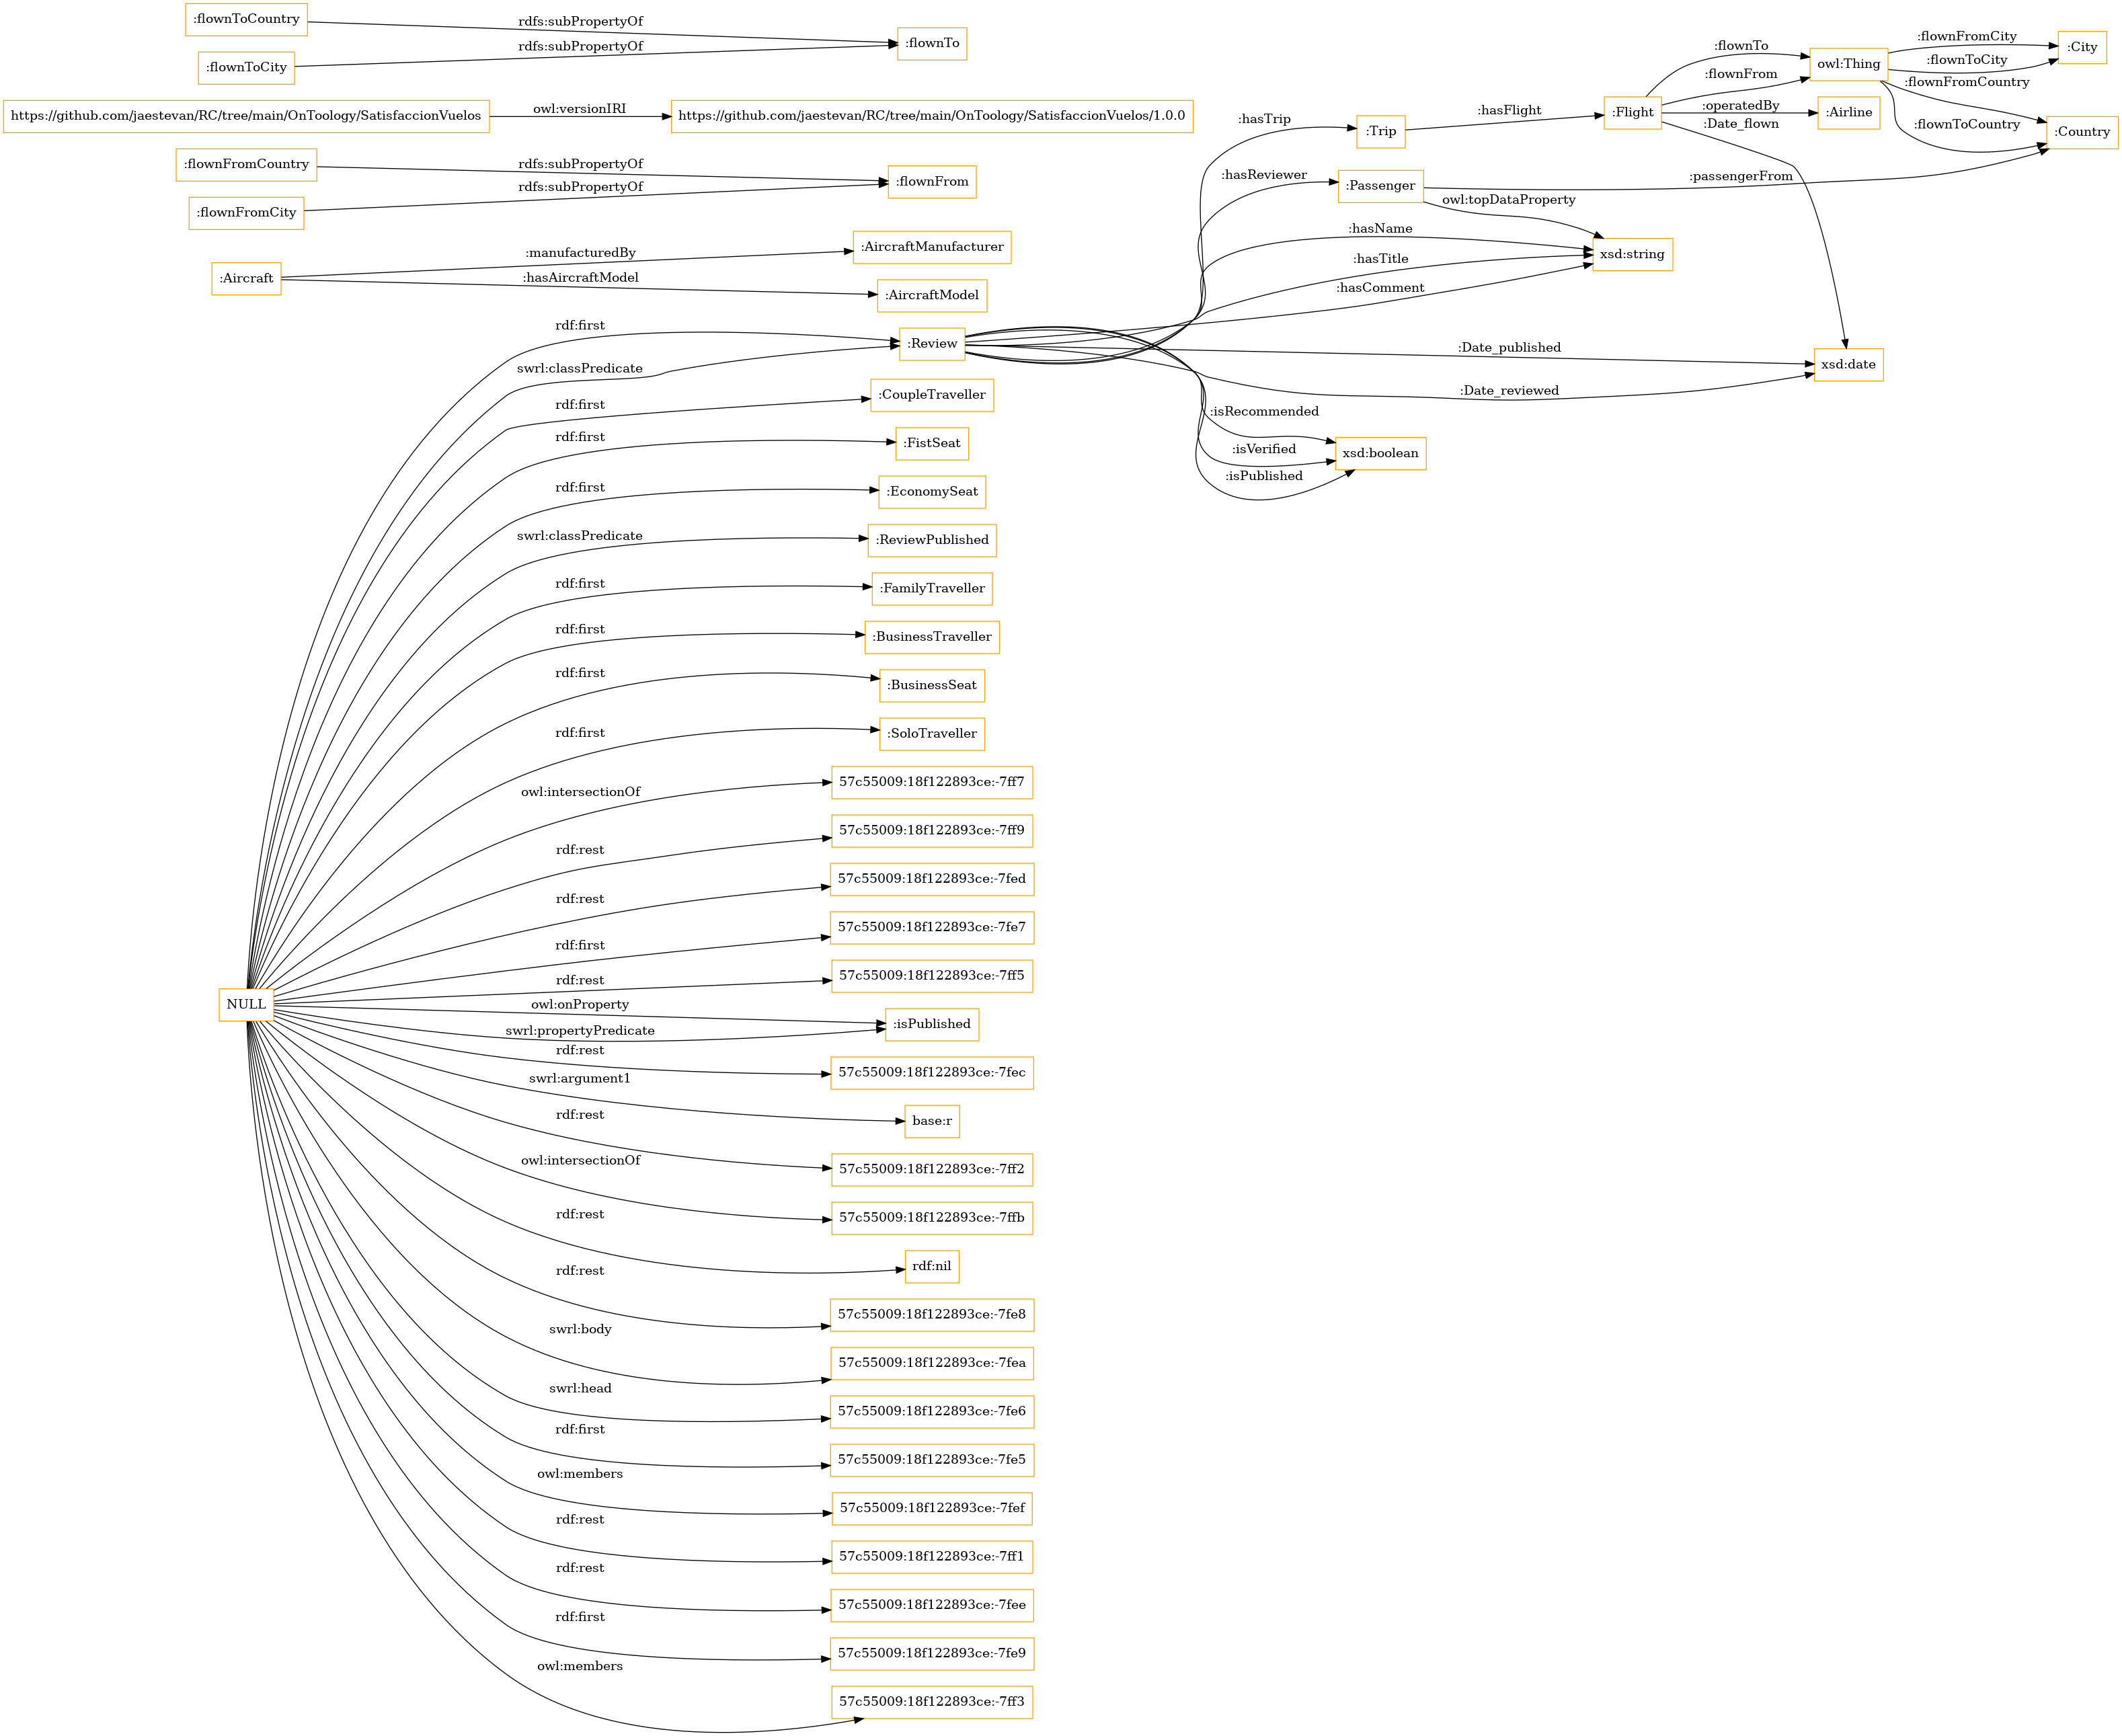 :flownToCountry
rdfs:subPropertyOf
:flownToCity
rdfs:subPropertyOf
:flownTo
https://github.com/jaestevan/RC/tree/main/OnToology/SatisfaccionVuelos
owl:versionIRI
https://github.com/jaestevan/RC/tree/main/OnToology/SatisfaccionVuelos/1.0.0
:flownFromCountry
rdfs:subPropertyOf
:flownFromCity
rdfs:subPropertyOf
:flownFrom
:Aircraft
:manufacturedBy
:AircraftManufacturer
:hasAircraftModel
:AircraftModel
:hasTrip
:Trip
:hasFlight
:Flight
:flownTo
:flownFrom
owl:Thing
:flownFromCity
:flownToCity
:City
:flownFromCountry
:flownToCountry
:Country
:operatedBy
:Airline
:Date_flown
:hasReviewer
:Passenger
:passengerFrom
owl:topDataProperty
:hasName
:hasTitle
:hasComment
xsd:string
:Date_published
:Date_reviewed
xsd:date
:isRecommended
:isVerified
:isPublished
xsd:boolean
NULL
rdf:first
swrl:classPredicate
:Review
rdf:first
:CoupleTraveller
rdf:first
:FistSeat
rdf:first
:EconomySeat
swrl:classPredicate
:ReviewPublished
rdf:first
:FamilyTraveller
rdf:first
:BusinessTraveller
rdf:first
:BusinessSeat
rdf:first
:SoloTraveller
owl:intersectionOf
57c55009:18f122893ce:-7ff7
rdf:rest
57c55009:18f122893ce:-7ff9
rdf:rest
57c55009:18f122893ce:-7fed
rdf:first
57c55009:18f122893ce:-7fe7
rdf:rest
57c55009:18f122893ce:-7ff5
owl:onProperty
swrl:propertyPredicate
:isPublished
rdf:rest
57c55009:18f122893ce:-7fec
swrl:argument1
base:r
rdf:rest
57c55009:18f122893ce:-7ff2
owl:intersectionOf
57c55009:18f122893ce:-7ffb
rdf:rest
rdf:nil
rdf:rest
57c55009:18f122893ce:-7fe8
swrl:body
57c55009:18f122893ce:-7fea
swrl:head
57c55009:18f122893ce:-7fe6
rdf:first
57c55009:18f122893ce:-7fe5
owl:members
57c55009:18f122893ce:-7fef
rdf:rest
57c55009:18f122893ce:-7ff1
rdf:rest
57c55009:18f122893ce:-7fee
rdf:first
57c55009:18f122893ce:-7fe9
owl:members
57c55009:18f122893ce:-7ff3